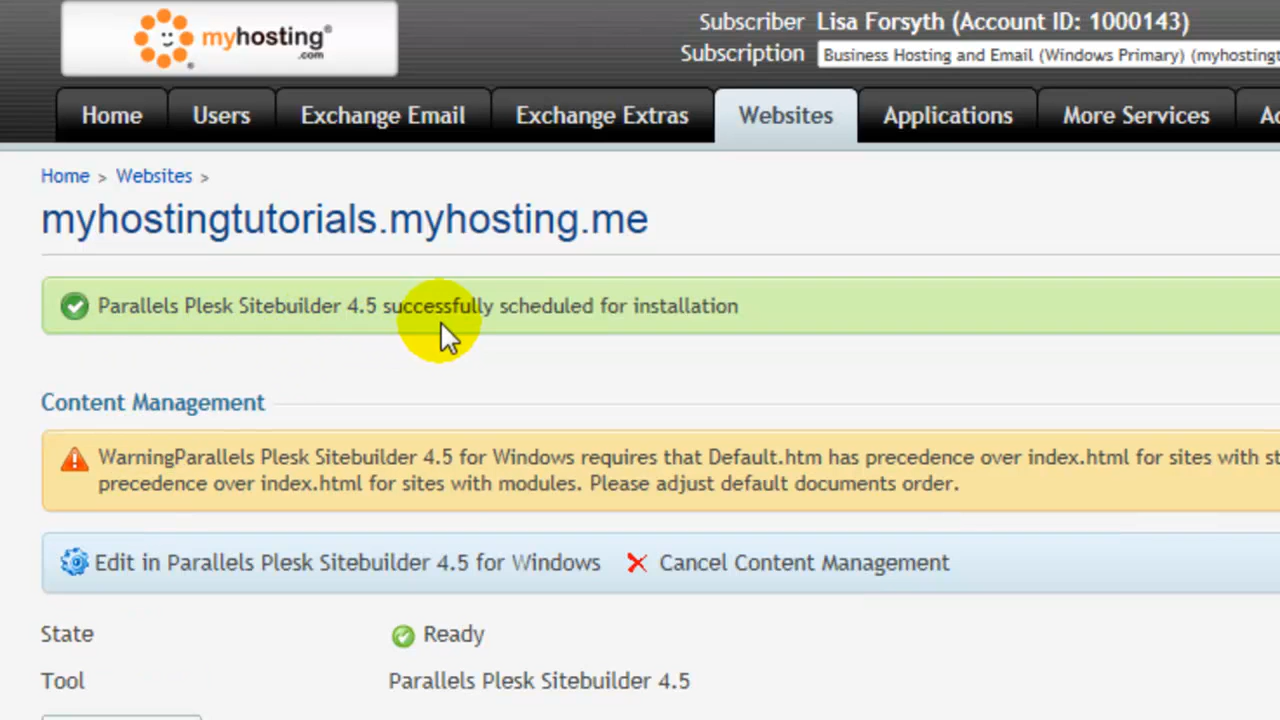 myhosting®
.com
Subscriber Lisa Forsyth (Account ID: 1000143)
Subscription Business Hosting and Email (Windows Primary)
Home Users Exchange Email Exchange Extras Websites Applications More Services
Home > Websites >
myhostingtutorials.myhosting.me
Parallels Plesk Sitebuilder 4.5 successfully scheduled for installation
Content Management
WarningParallels Plesk Sitebuilder 4.5 for Windows requires that Default.htm has precedence over index.html for sites with
precedence over index.html for sites with modules. Please adjust default documents order.
Edit in Parallels Plesk Sitebuilder 4.5 for Windows Cancel Content Management
State Ready
Tool Parallels Plesk Sitebuilder 4.5